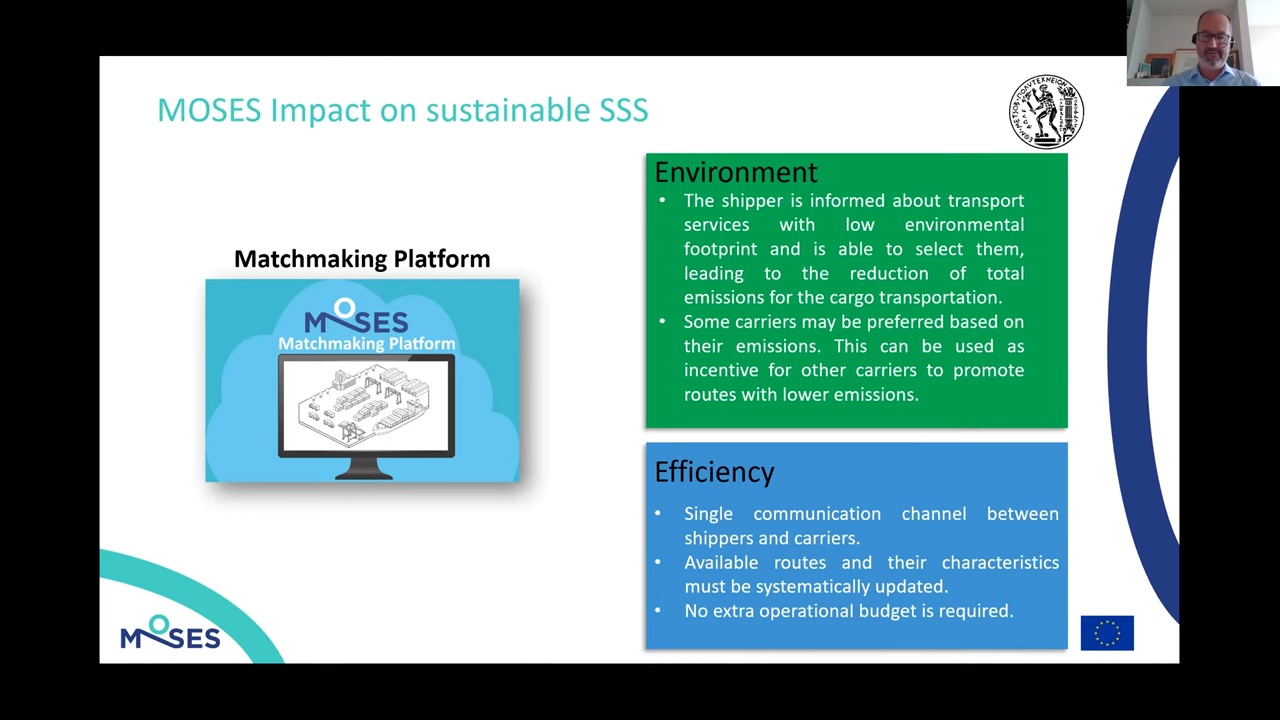 MOSES Impact on sustainable SSS
Matchmaking Platform
MOSES
Matchmaking Platform
Environment
• The shipper is informed about transport
services with low environmental
footprint and is able to select them,
leading to the reduction of total
emissions for the cargo transportation.
• Some carriers may be preferred based on
their emissions. This can be used as
incentive for other carriers to promote
routes with lower emissions.
Efficiency
• Single communication channel between
shippers and carriers.
• Available routes and their characteristics
must be systematically updated.
• No extra operational budget is required.
MOSES